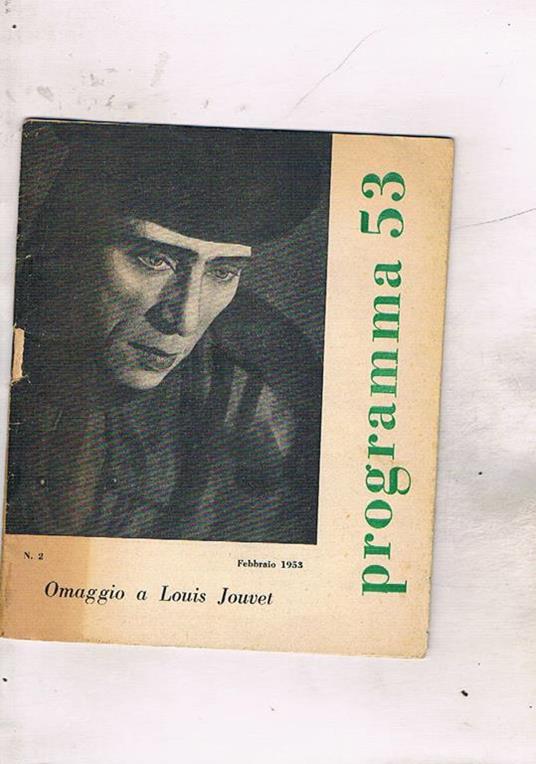 programma 53
N. 2
Febbraio 1953
Omaggio a Louis Jouvet